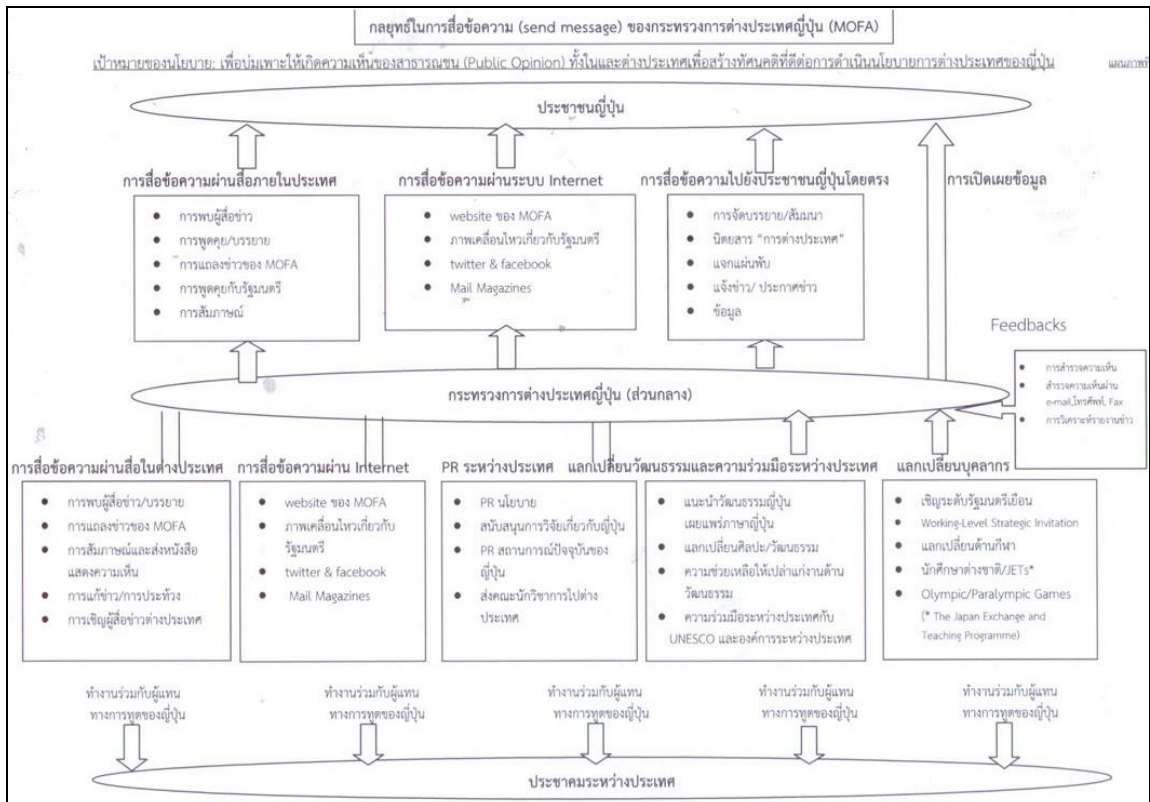 กลยุทธ์ในการสื่อข้อความ (send message) ของกระทรวงการต่างประเทศญี่ปุ่น (MOFA)
เป้าหมายของนโยบาย: เพื่อบ่มเพาะให้เกิดความเห็นของสาธารณชน (Public Opinion) ทั้งในและต่างประเทศเพื่อสร้างทัศนคติที่ดีต่อการดำเนินนโยบายการต่างประเทศของญี่ปุ่น
แผนภาพที่
ประชาชนญี่ปุ่น
การสื่อข้อความผ่านสื่อภายในประเทศ
• การพบผู้สื่อข่าว
• การพูดคุย/บรรยาย
• การแถลงข่าวของ MOFA
• การพูดคุยกับรัฐมนตรี
• การสัมภาษณ์
การสื่อข้อความผ่านระบบ Internet
• website ของ MOFA
• ภาพเคลื่อนไหวเกี่ยวกับรัฐมนตรี
• twitter & facebook
• Mail Magazines
การสื่อข้อความไปยังประชาชนญี่ปุ่นโดยตรง
• การจัดบรรยาย/สัมมนา
• นิตยสาร “การต่างประเทศ”
• แจกแผ่นพับ
• แจ้งข่าว/ ประกาศข่าว
• ข้อมูล
การเปิดเผยข้อมูล
Feedbacks
• การสำรวจความเห็น
• สำรวจความเห็นผ่าน
e-mail,โทรศัพท์, Fax
• การวิเคราะห์รายงานข่าว
กระทรวงการต่างประเทศญี่ปุ่น (ส่วนกลาง)
การสื่อข้อความผ่านสื่อในต่างประเทศ
• การพบผู้สื่อข่าว/บรรยาย
• การแถลงข่าวของ MOFA
• การสัมภาษณ์และส่งหนังสือ
แสดงความเห็น
• การแก้ข่าว/การประท้วง
• การเชิญผู้สื่อข่าวต่างประเทศ
การสื่อข้อความผ่าน Internet
• website ของ MOFA
• ภาพเคลื่อนไหวเกี่ยวกับ
รัฐมนตรี
• twitter & facebook
• Mail Magazines
PR ระหว่างประเทศ
• PR นโยบาย
• สนับสนุนการวิจัยเกี่ยวกับญี่ปุ่น
• PR สถานการณ์ปัจจุบันของ
ญี่ปุ่น
• ส่งคณะนักวิชาการไปต่าง
ประเทศ
แลกเปลี่ยนวัฒนธรรมและความร่วมมือระหว่างประเทศ
• แนะนำวัฒนธรรมญี่ปุ่น
เผยแพร่ภาษาญี่ปุ่น
• แลกเปลี่ยนศิลปะ/วัฒนธรรม
• ความช่วยเหลือให้เปล่าแก่งานด้าน
วัฒนธรรม
• ความร่วมมือระหว่างประเทศกับ
UNESCO และองค์การระหว่างประเทศ
แลกเปลี่ยนบุคลากร
• เชิญระดับรัฐมนตรีเยือน
• Working-Level Strategic Invitation
• แลกเปลี่ยนด้านกีฬา
• นักศึกษาต่างชาติ/JETs*
• Olympic/Paralympic Games
(* The Japan Exchange and
Teaching Programme)
ทำงานร่วมกับผู้แทน
ทางการทูตของญี่ปุ่น
ทำงานร่วมกับผู้แทน
ทางการทูตของญี่ปุ่น
ทำงานร่วมกับผู้แทน
ทางการทูตของญี่ปุ่น
ทำงานร่วมกับผู้แทน
ทางการทูตของญี่ปุ่น
ทำงานร่วมกับผู้แทน
ทางการทูตของญี่ปุ่น
ประชาคมระหว่างประเทศ